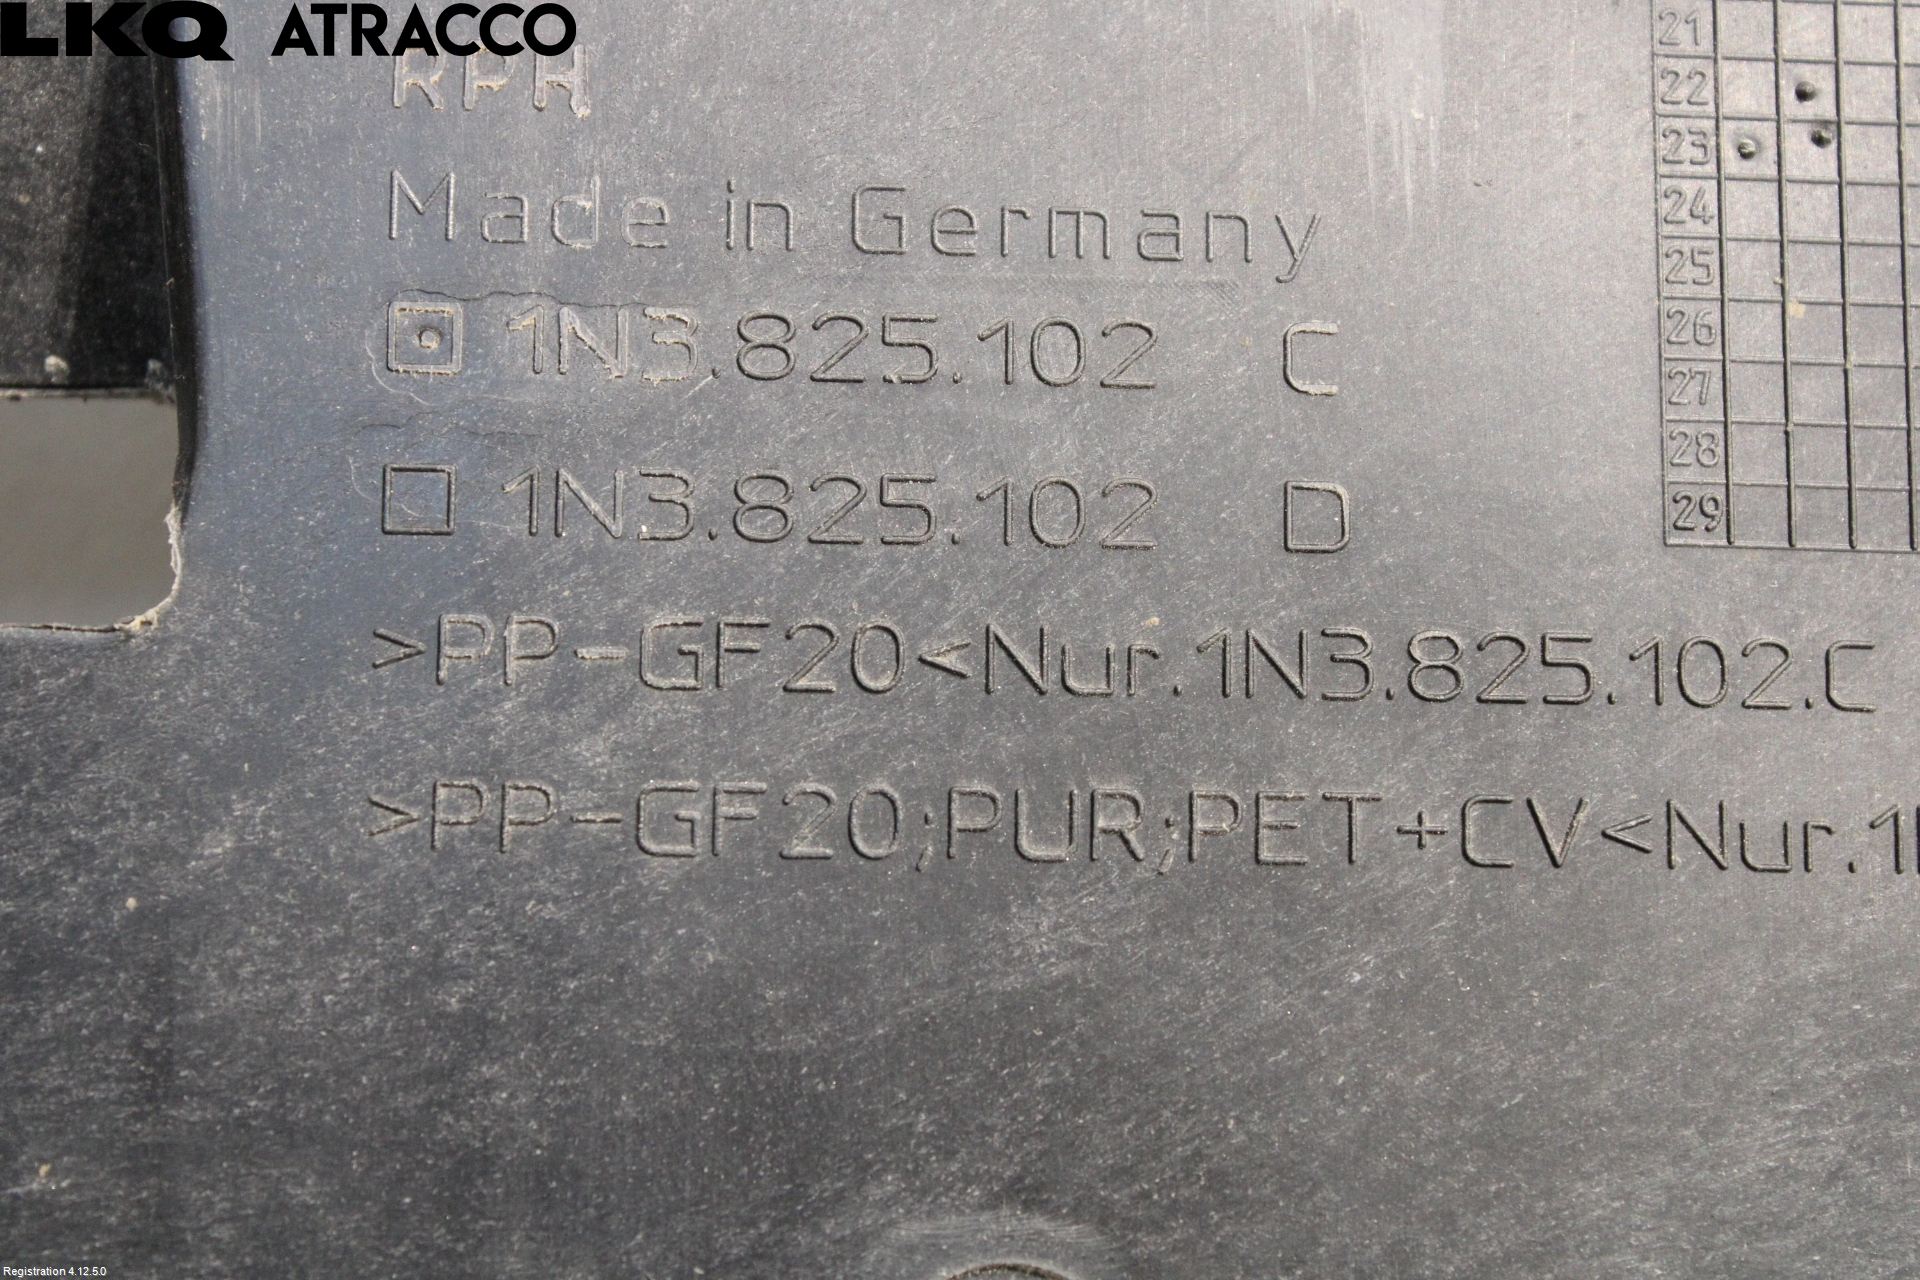 LKQ ATRACCO
RPH
Made in Germany
1N3.825.102 C
1N3.825.102 D
>PP-GF20<Nur.1N3.825.102.C
>PP-GF20;PUR;PET+CV<Nur.1
21
22
23
24
25
26
27
28
29
Registration 4.12.5.0